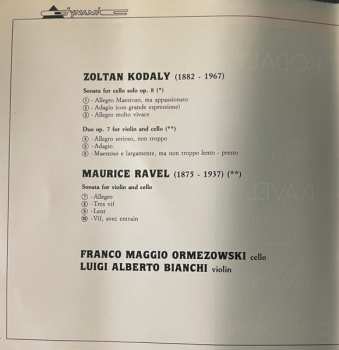 DYNAMIC
ZOLTAN KODALY (1882 - 1967)
Sonata for cello solo op. 8 (*)
1 - Allegro Maestoso, ma appassionato
2 - Adagio (con grande espressione)
3 - Allegro molto vivace
Duo op. 7 for violin and cello (**)
4 - Allegro serioso, non troppo
5 - Adagio
6 - Maestoso e largamente, ma non troppo lento - presto
MAURICE RAVEL (1875 - 1937) (**)
Sonata for violin and cello
7 - Allegro
8 - Tres vif
9 - Lent
10 - Vif, avec entrain
FRANCO MAGGIO ORMEZOWSKI cello
LUIGI ALBERTO BIANCHI violin